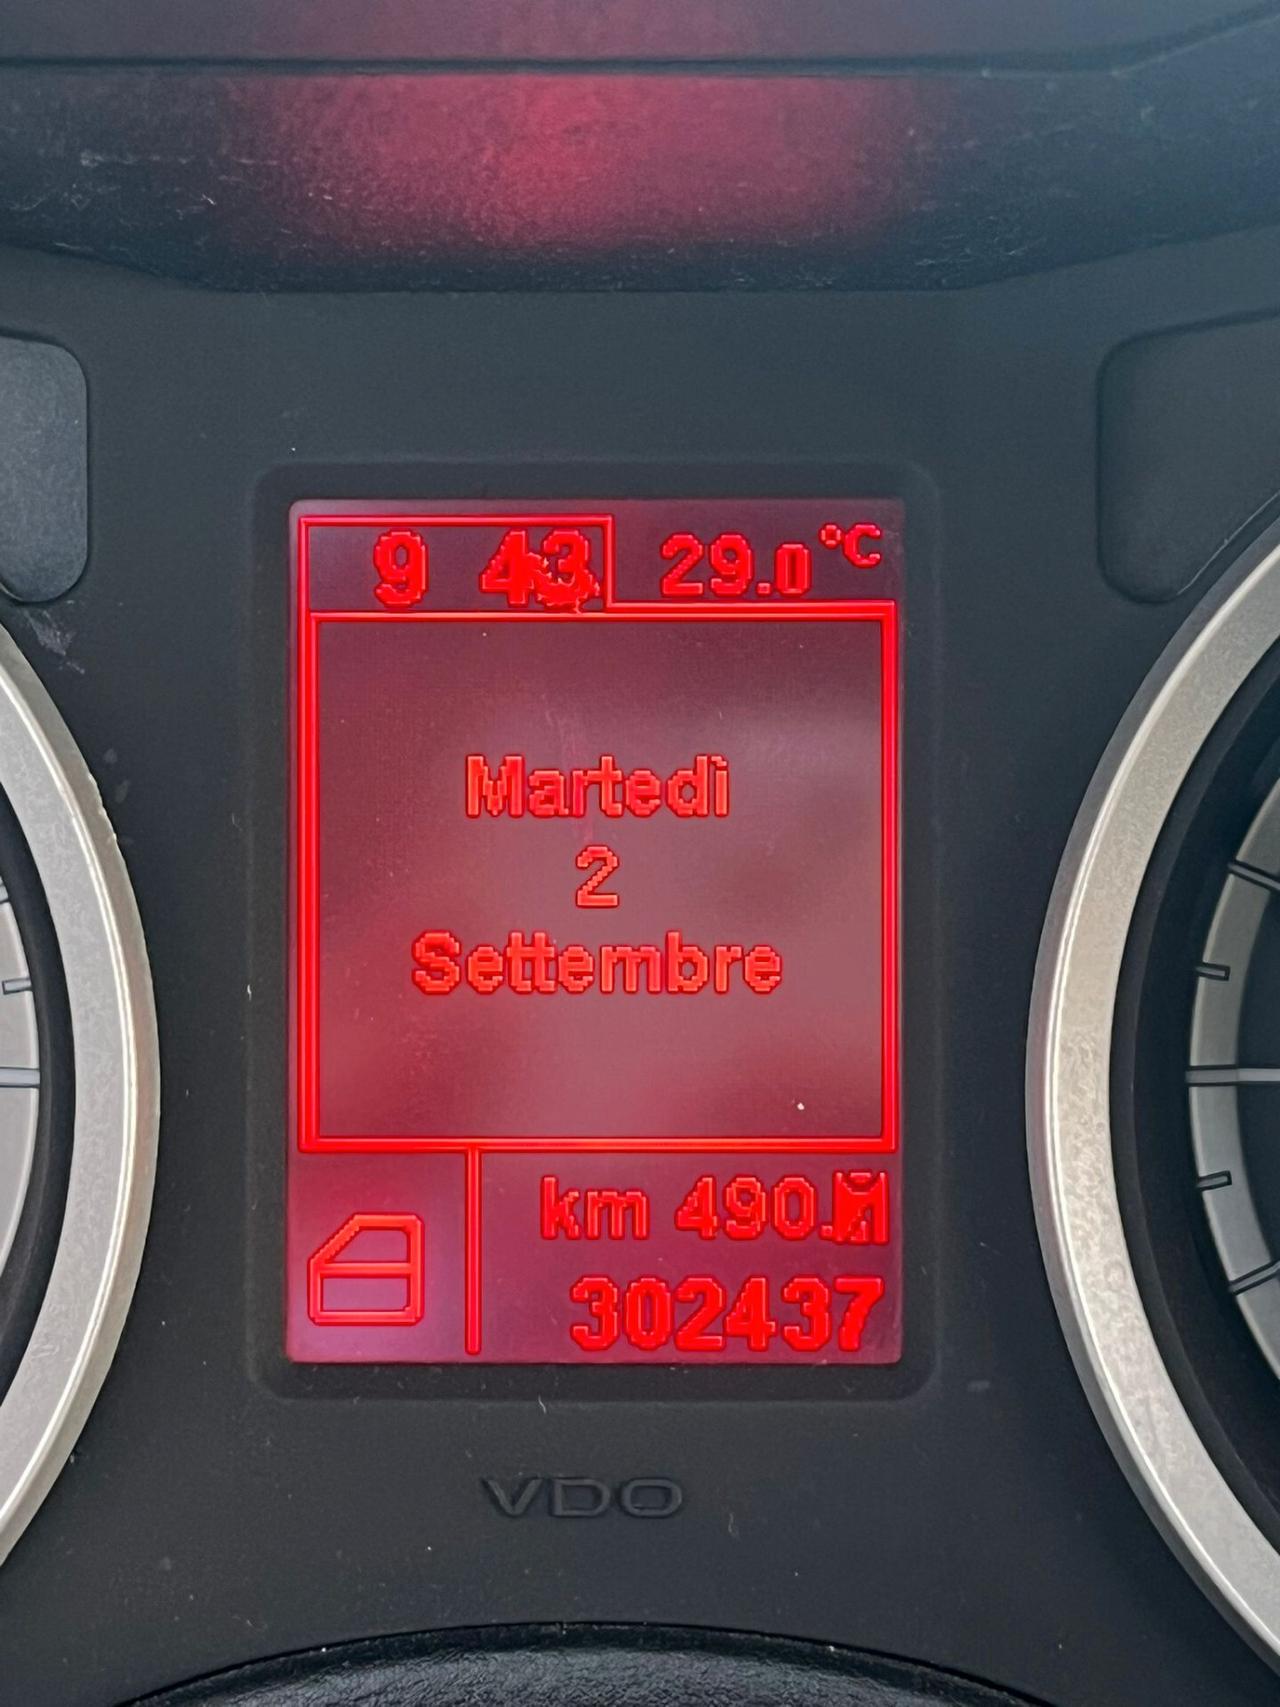 9 43 29.0 °C
Martedì
2
Settembre
km 490.
302437
VDO